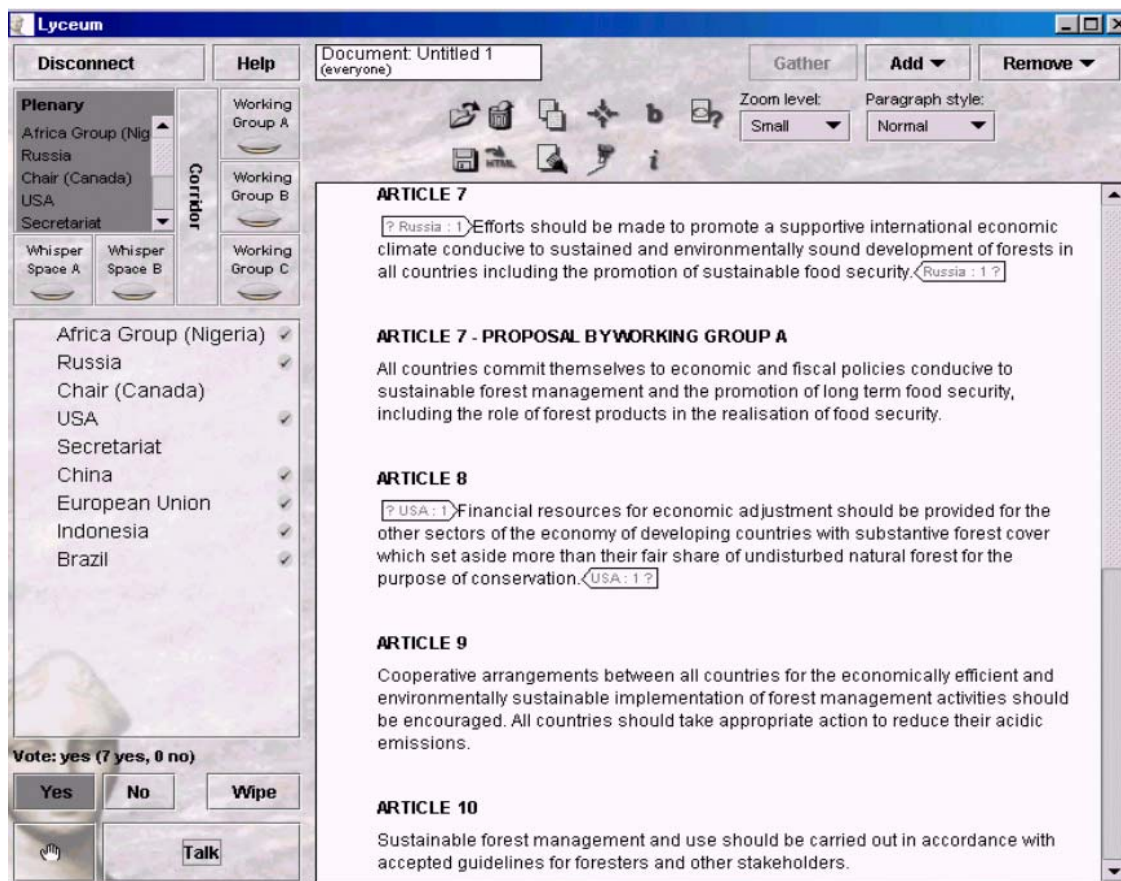 Lyceum
Disconnect
Help
Document: Untitled 1
(everyone)
Gather
Add
Remove
Plenary
Africa Group (Nig
Russia
Chair (Canada)
USA
Secretariat
Corridor
Working
Group A
Working
Group B
Working
Group C
Whisper
Space A
Whisper
Space B
b
?
HTML
i
Zoom level:
Small
Paragraph style:
Normal
Africa Group (Nigeria)
Russia
Chair (Canada)
USA
Secretariat
China
European Union
Indonesia
Brazil
Vote: yes (7 yes, 0 no)
Yes
No
Wipe
Talk
ARTICLE 7
? Russia : 1 Efforts should be made to promote a supportive international economic
climate conducive to sustained and environmentally sound development of forests in
all countries including the promotion of sustainable food security. Russia : 1 ?
ARTICLE 7 - PROPOSAL BY WORKING GROUP A
All countries commit themselves to economic and fiscal policies conducive to
sustainable forest management and the promotion of long term food security,
including the role of forest products in the realisation of food security.
ARTICLE 8
? USA : 1 Financial resources for economic adjustment should be provided for the
other sectors of the economy of developing countries with substantive forest cover
which set aside more than their fair share of undisturbed natural forest for the
purpose of conservation. USA : 1 ?
ARTICLE 9
Cooperative arrangements between all countries for the economically efficient and
environmentally sustainable implementation of forest management activities should
be encouraged. All countries should take appropriate action to reduce their acidic
emissions.
ARTICLE 10
Sustainable forest management and use should be carried out in accordance with
accepted guidelines for foresters and other stakeholders.